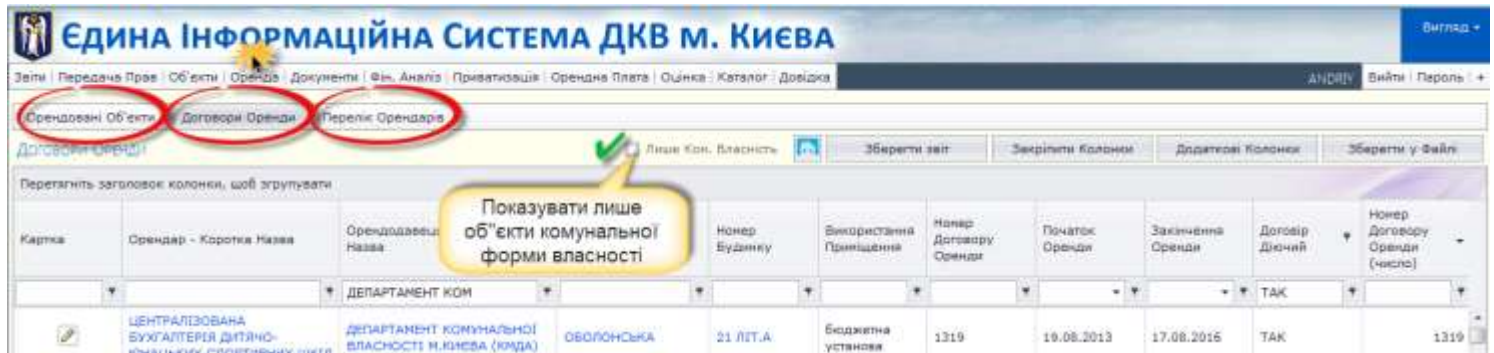 Єдина Інформаційна Система ДКВ м. Києва
Вигляд
Звіти | Передача Прав | Об'єкти | Оренда | Документи | Фін. Аналіз | Приватизація | Орендна Плата | Оцінка | Каталог | Довідка
ANDRIY Вийти | Пароль | +
Орендовані Об'єкти Договори Оренди Перелік Орендарів
Договори Оренди Лише Ком. Власність Зберегти звіт Закріпити Колонки Додаткові Колонки Зберегти у Файлі
Перетягніть заголовок колонки, щоб згрупувати
Показувати лише
об"єкти комунальної
форми власності
Картка
Орендар - Коротка Назва
Назва
Номер
Будинку
Використання
Приміщення
Номер
Договору
Оренди
Початок
Оренди
Закінчення
Оренди
Договір
Діючий
Номер
Договору
Оренди
(число)
ДЕПАРТАМЕНТ КОМ ТАК
ЦЕНТРАЛІЗОВАНА
БУХГАЛТЕРІЯ ДИТЯЧО-
ДЕПАРТАМЕНТ КОМУНАЛЬНОЇ
ВЛАСНОСТІ М.КИЄВА (КМДА)
ОБОЛОНСЬКА
21 ЛІТ.А
Бюджетна
установа
1319
19.08.2013
17.08.2016
ТАК
1319